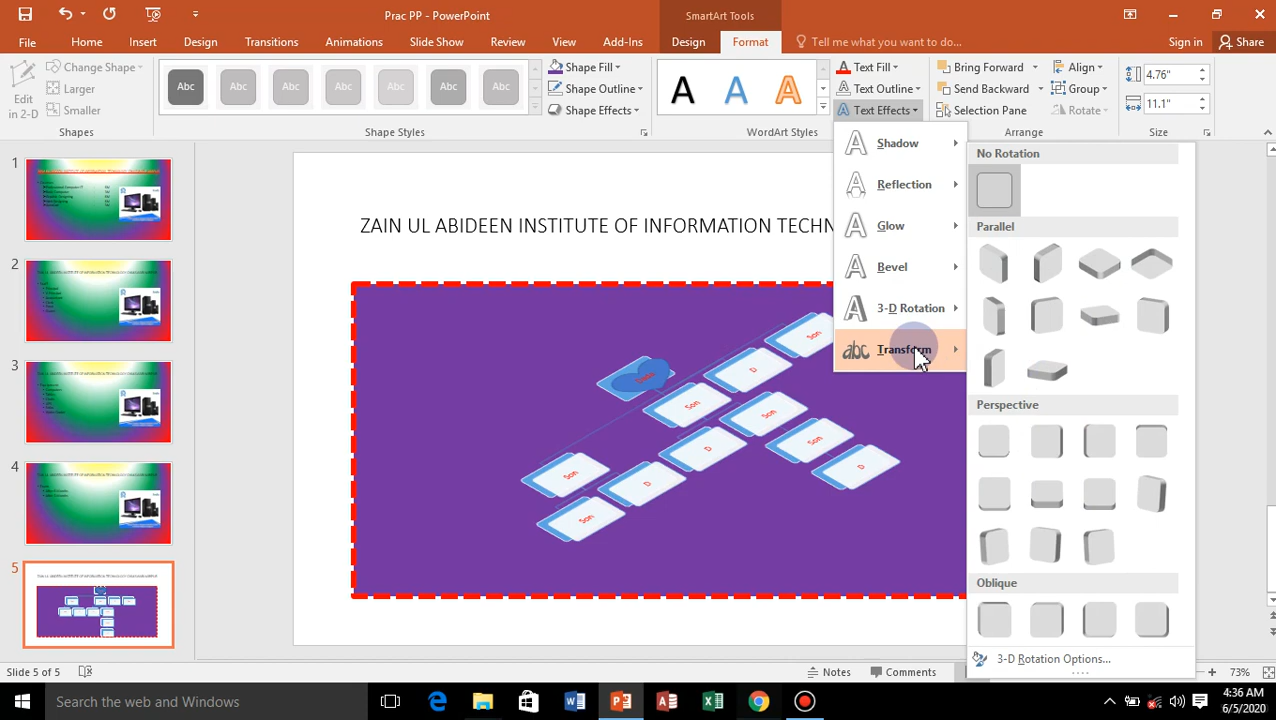 Prac PP - PowerPoint
SmartArt Tools
File Home Insert Design Transitions Animations Slide Show Review View Add-Ins Design Format Tell me what you want to do... Sign in Share
Edit in 2-D
Change Shape
Larger
Smaller
Shapes
Abc Abc Abc Abc Abc Abc Abc
Shape Styles
Shape Fill
Shape Outline
Shape Effects
A A A
WordArt Styles
Text Fill
Text Outline
Text Effects
Bring Forward
Send Backward
Selection Pane
Align
Group
Rotate
Arrange
4.76"
11.1"
Size
Shadow
Reflection
Glow
Bevel
3-D Rotation
abc Transform
No Rotation
Parallel
Perspective
Oblique
3-D Rotation Options...
1
2
3
4
5
ZAIN UL ABIDEEN INSTITUTE OF INFORMATION TECHN
Son
D
Son
Son
D
Son
Son
D
D
Son
Slide 5 of 5
Notes
Comments
73%
Search the web and Windows
4:36 AM
6/5/2020